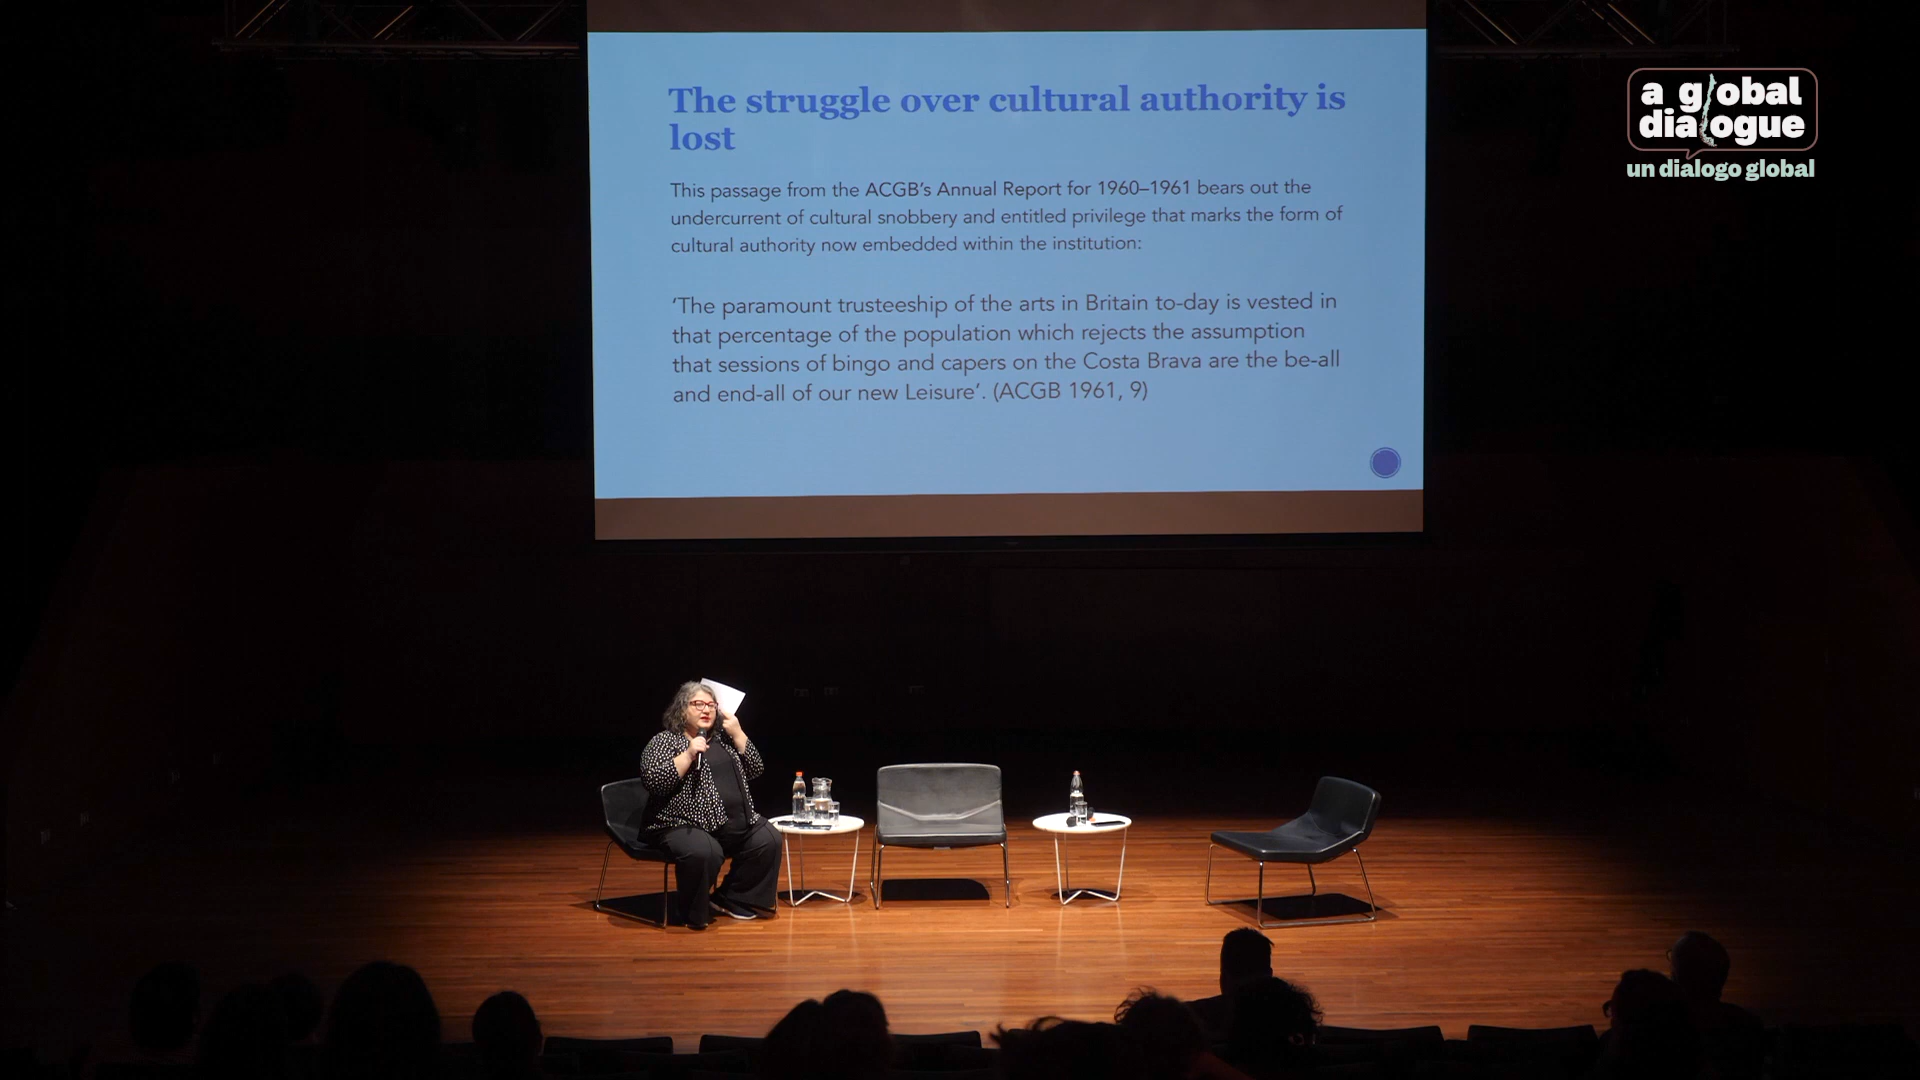 The struggle over cultural authority is
lost
This passage from the ACGB's Annual Report for 1960–1961 bears out the
undercurrent of cultural snobbery and entitled privilege that marks the form of
cultural authority now embedded within the institution:
‘The paramount trusteeship of the arts in Britain to-day is vested in
that percentage of the population which rejects the assumption
that sessions of bingo and capers on the Costa Brava are the be-all
and end-all of our new Leisure’. (ACGB 1961, 9)
a global
dialogue
un dialogo global